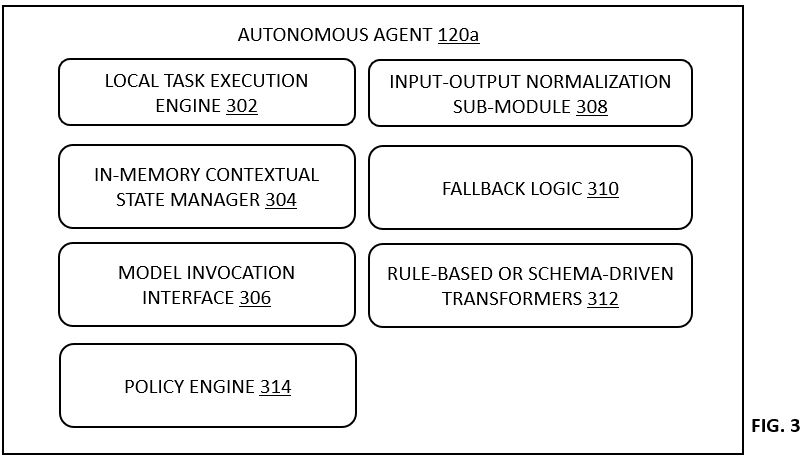 AUTONOMOUS AGENT 120a
LOCAL TASK EXECUTION
ENGINE 302
INPUT-OUTPUT NORMALIZATION
SUB-MODULE 308
IN-MEMORY CONTEXTUAL
STATE MANAGER 304
FALLBACK LOGIC 310
MODEL INVOCATION
INTERFACE 306
RULE-BASED OR SCHEMA-DRIVEN
TRANSFORMERS 312
POLICY ENGINE 314
FIG. 3